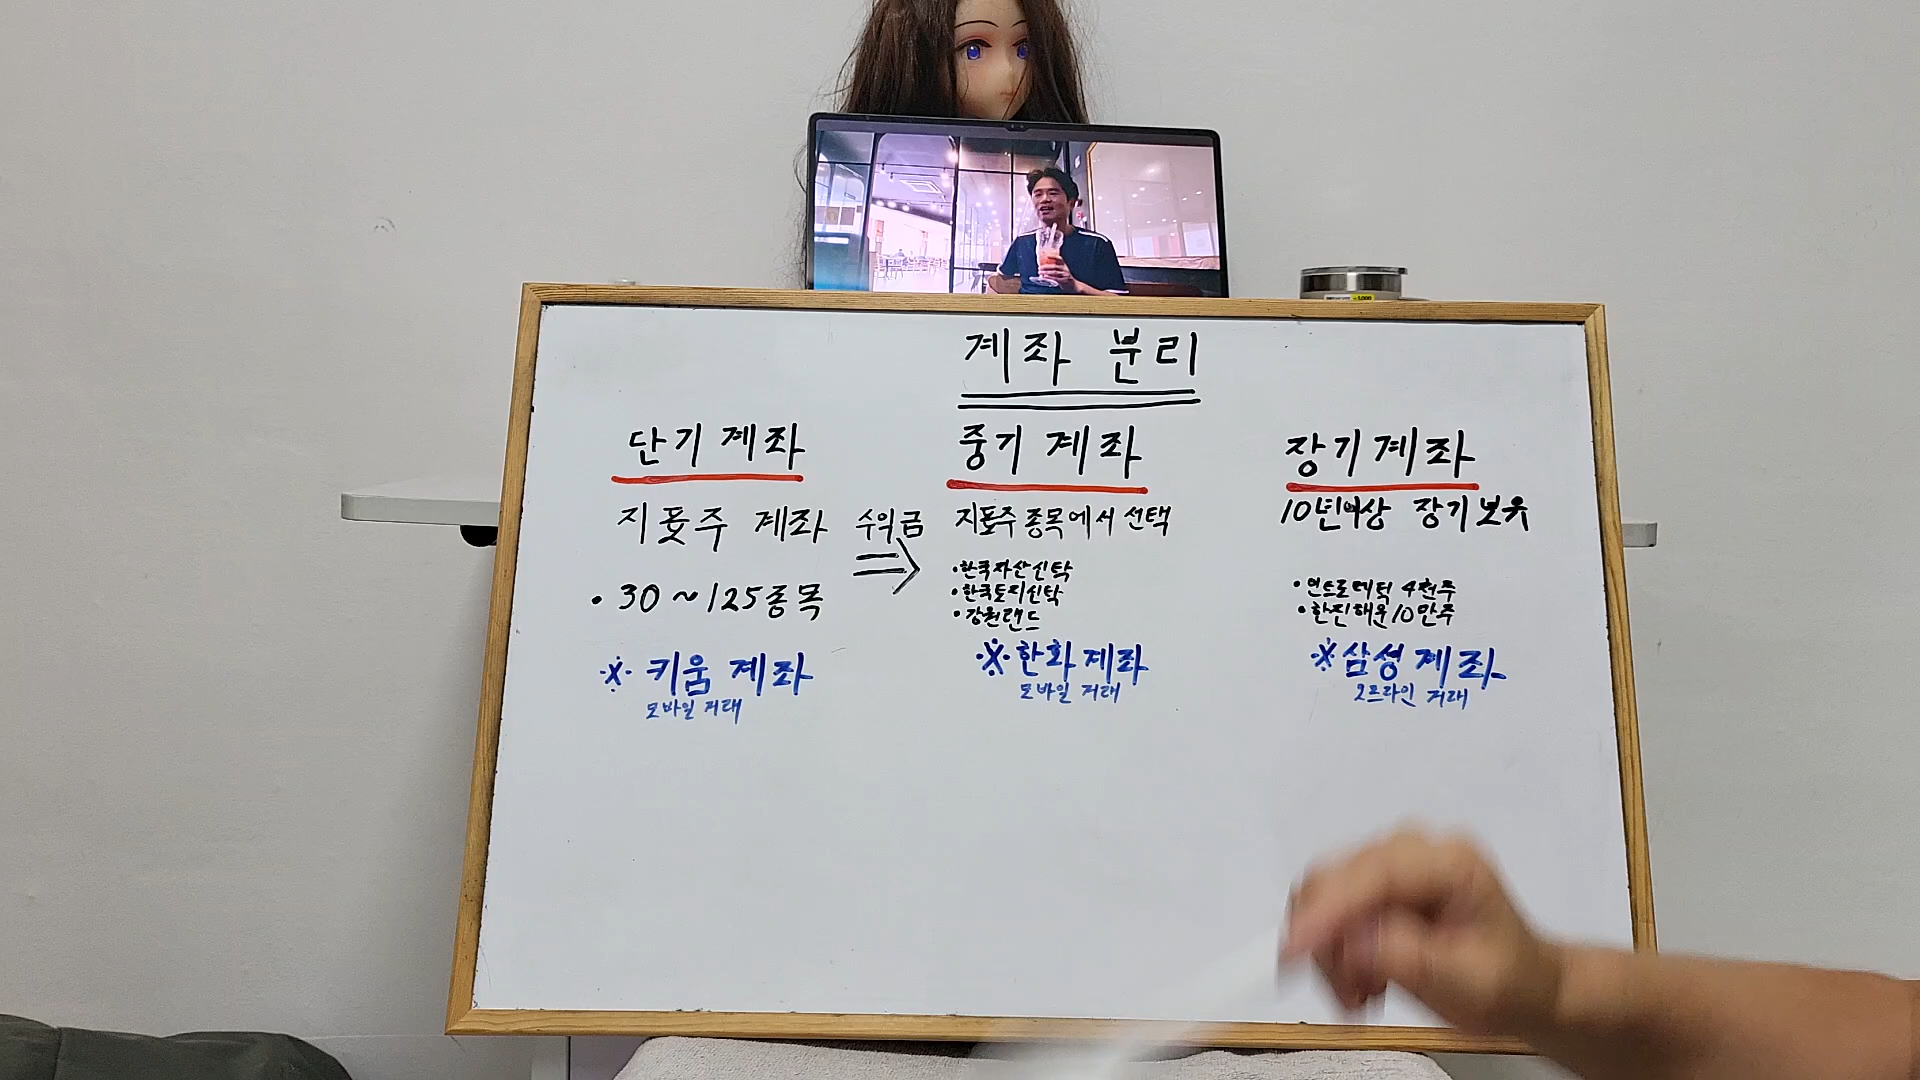 계좌 분리
단기 계좌
지표주 계좌
• 30 ~ 125종목
※ 키움 계좌
모바일 거래
수익금
중기 계좌
지표주 종목에서 선택
• 한국자산신탁
• 한국토지신탁
• 강원랜드
※ 한화 계좌
모바일 거래
장기 계좌
10년이상 장기보유
• 인트로메딕 4천주
• 한진해운 10만주
※ 삼성 계좌
오프라인 거래